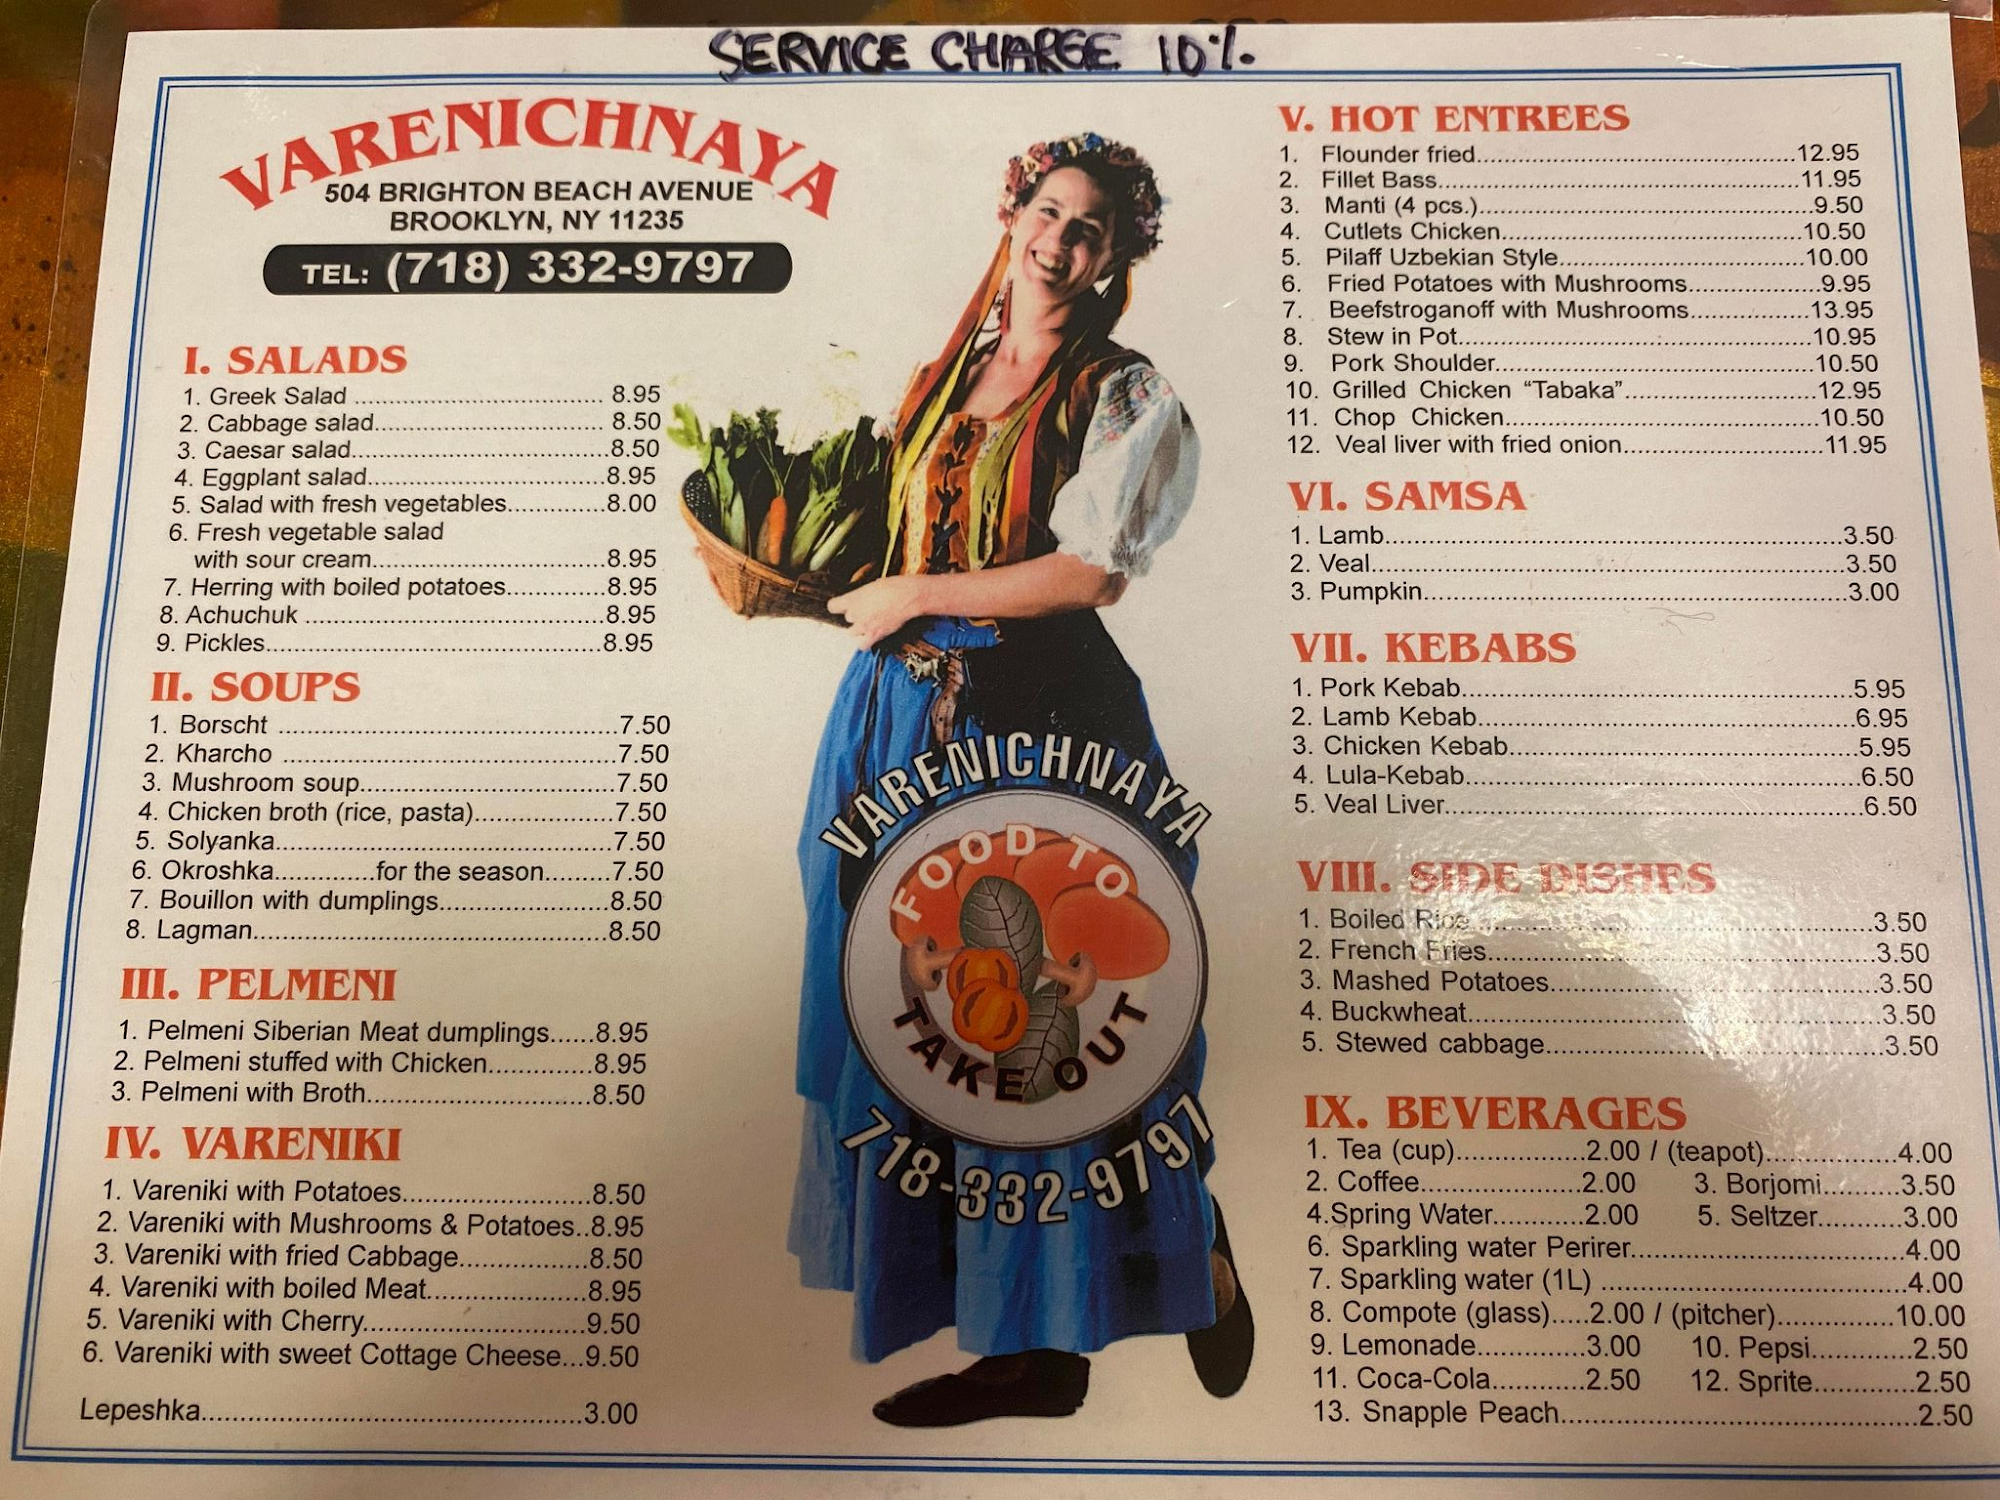 SERVICE CHARGE 10%
VARENICHNAYA
504 BRIGHTON BEACH AVENUE
BROOKLYN, NY 11235
TEL: (718) 332-9797
I. SALADS
1. Greek Salad ................................... 8.95
2. Cabbage salad................................ 8.50
3. Caesar salad....................................8.50
4. Eggplant salad.................................8.95
5. Salad with fresh vegetables.............8.00
6. Fresh vegetable salad
with sour cream.................................8.95
7. Herring with boiled potatoes.............8.95
8. Achuchuk ..........................................8.95
9. Pickles...............................................8.95
II. SOUPS
1. Borscht ..............................................7.50
2. Kharcho .............................................7.50
3. Mushroom soup..................................7.50
4. Chicken broth (rice, pasta)..................7.50
5. Solyanka.............................................7.50
6. Okroshka.............for the season.........7.50
7. Bouillon with dumplings.......................8.50
8. Lagman...............................................8.50
III. PELMENI
1. Pelmeni Siberian Meat dumplings......8.95
2. Pelmeni stuffed with Chicken..............8.95
3. Pelmeni with Broth..............................8.50
IV. VARENIKI
1. Vareniki with Potatoes.........................8.50
2. Vareniki with Mushrooms & Potatoes..8.95
3. Vareniki with fried Cabbage.................8.50
4. Vareniki with boiled Meat.....................8.95
5. Vareniki with Cherry.............................9.50
6. Vareniki with sweet Cottage Cheese...9.50
Lepeshka..................................................3.00
VARENICHNAYA
FOOD TO
TAKE OUT
718-332-9797
V. HOT ENTREES
1. Flounder fried.............................................12.95
2. Fillet Bass...................................................11.95
3. Manti (4 pcs.)...............................................9.50
4. Cutlets Chicken..........................................10.50
5. Pilaff Uzbekian Style..................................10.00
6. Fried Potatoes with Mushrooms...................9.95
7. Beefstroganoff with Mushrooms.................13.95
8. Stew in Pot.................................................10.95
9. Pork Shoulder............................................10.50
10. Grilled Chicken “Tabaka”...........................12.95
11. Chop Chicken............................................10.50
12. Veal liver with fried onion............................11.95
VI. SAMSA
1. Lamb...............................................................3.50
2. Veal.................................................................3.50
3. Pumpkin..........................................................3.00
VII. KEBABS
1. Pork Kebab.....................................................5.95
2. Lamb Kebab...................................................6.95
3. Chicken Kebab...............................................5.95
4. Lula-Kebab.....................................................6.50
5. Veal Liver........................................................6.50
VIII. SIDE DISHES
1. Boiled Rice .....................................................3.50
2. French Fries....................................................3.50
3. Mashed Potatoes............................................3.50
4. Buckwheat......................................................3.50
5. Stewed cabbage.............................................3.50
IX. BEVERAGES
1. Tea (cup).................2.00 / (teapot).................4.00
2. Coffee.....................2.00 3. Borjomi..........3.50
4.Spring Water............2.00 5. Seltzer...........3.00
6. Sparkling water Perirer....................................4.00
7. Sparkling water (1L) ........................................4.00
8. Compote (glass).....2.00 / (pitcher)...............10.00
9. Lemonade..............3.00 10. Pepsi.............2.50
11. Coca-Cola............2.50 12. Sprite.............2.50
13. Snapple Peach...............................................2.50